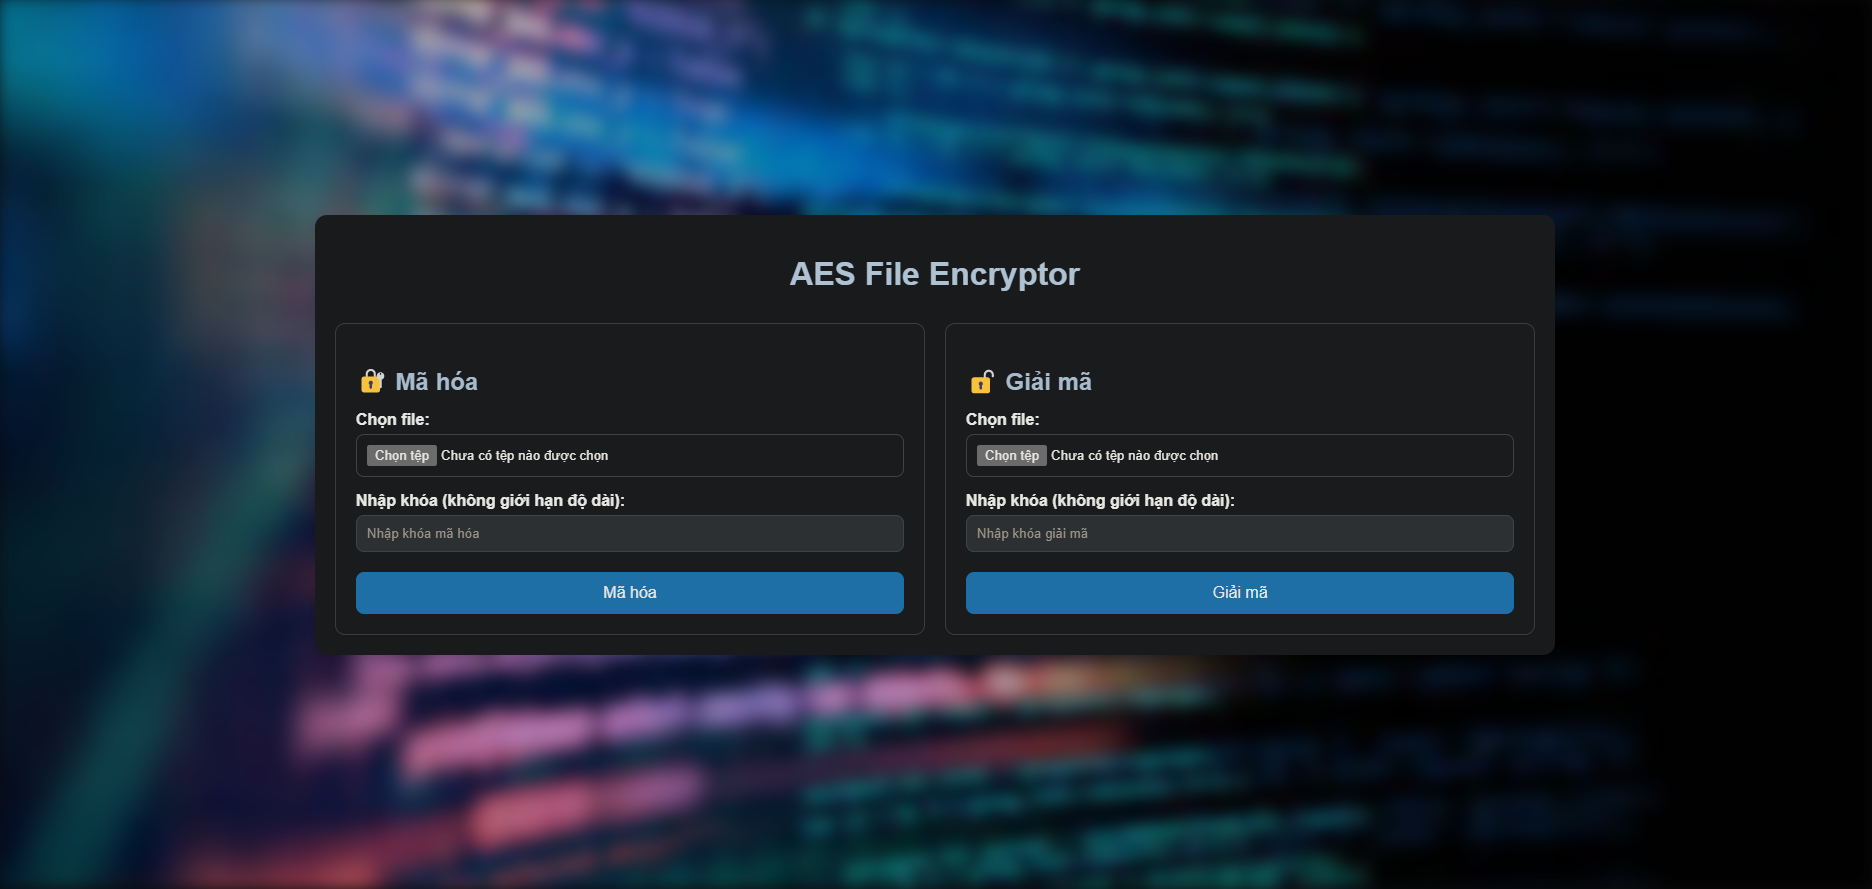 AES File Encryptor
🔐 Mã hóa
Chọn file:
Chọn tệp Chưa có tệp nào được chọn
Nhập khóa (không giới hạn độ dài):
Nhập khóa mã hóa
Mã hóa
🔓 Giải mã
Chọn file:
Chọn tệp Chưa có tệp nào được chọn
Nhập khóa (không giới hạn độ dài):
Nhập khóa giải mã
Giải mã